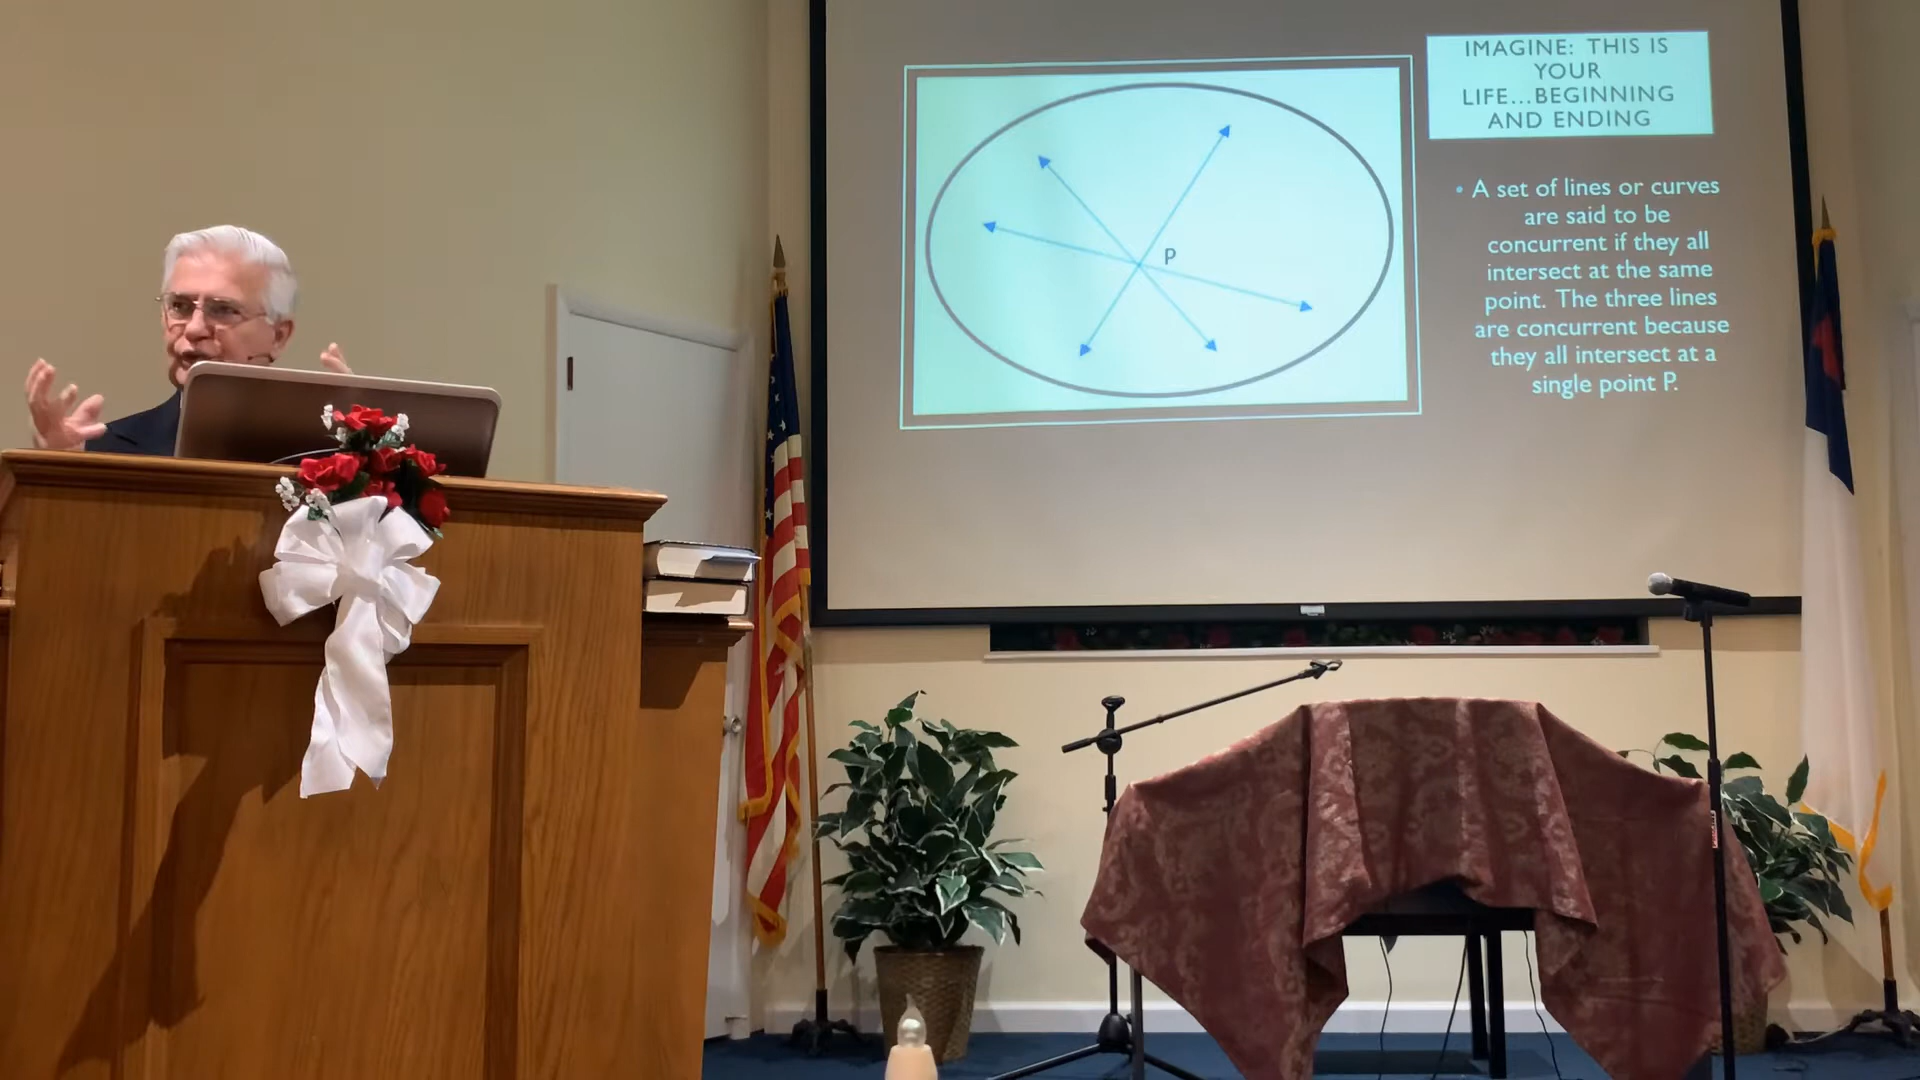 IMAGINE: THIS IS
YOUR
LIFE...BEGINNING
AND ENDING
P
• A set of lines or curves
are said to be
concurrent if they all
intersect at the same
point. The three lines
are concurrent because
they all intersect at a
single point P.